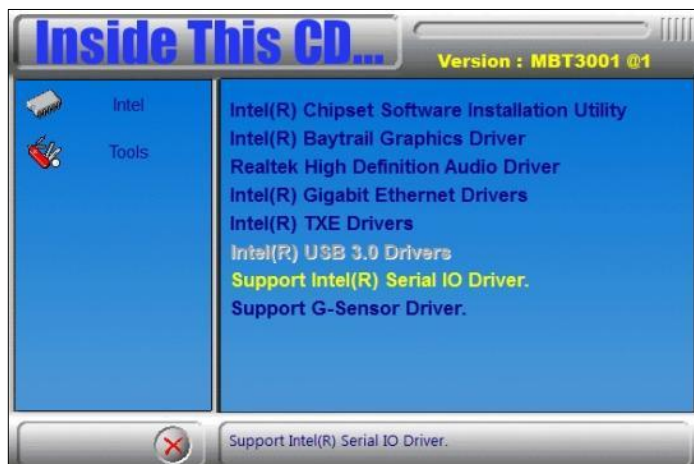 Inside This CD...
Version : MBT3001 @1
Intel
Tools
Intel(R) Chipset Software Installation Utility
Intel(R) Baytrail Graphics Driver
Realtek High Definition Audio Driver
Intel(R) Gigabit Ethernet Drivers
Intel(R) TXE Drivers
Intel(R) USB 3.0 Drivers
Support Intel(R) Serial IO Driver.
Support G-Sensor Driver.
Support Intel(R) Serial IO Driver.